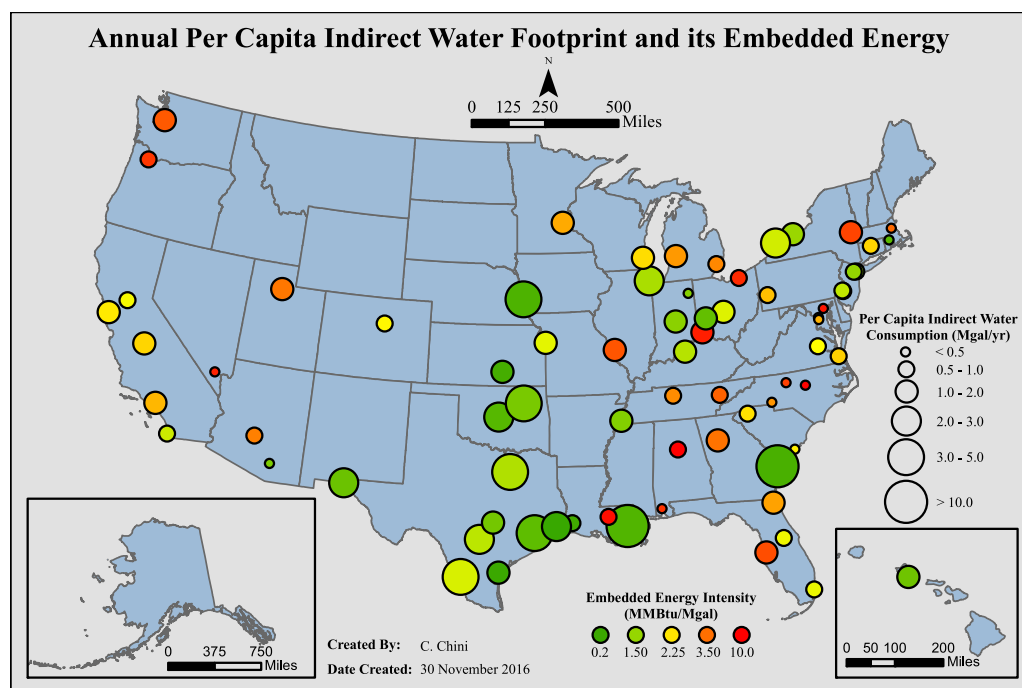 Annual Per Capita Indirect Water Footprint and its Embedded Energy
N
0 125 250 500
Miles
Per Capita Indirect Water
Consumption (Mgal/yr)
< 0.5
0.5 - 1.0
1.0 - 2.0
2.0 - 3.0
3.0 - 5.0
> 10.0
Embedded Energy Intensity
(MMBtu/Mgal)
0.2 1.50 2.25 3.50 10.0
Created By: C. Chini
Date Created: 30 November 2016
0 375 750
Miles
0 50 100 200
Miles